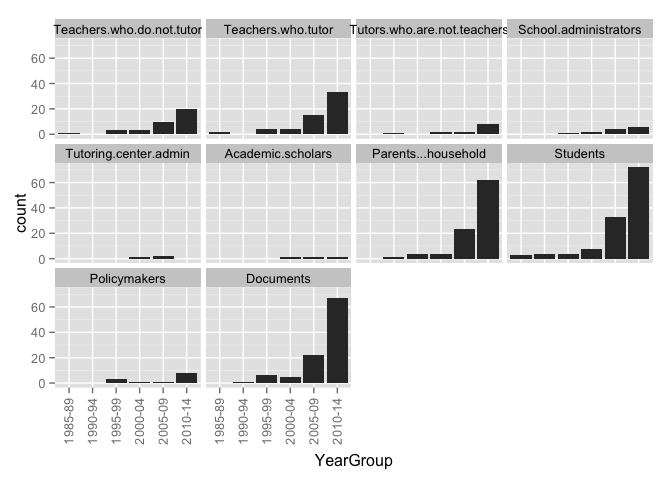 Teachers.who.do.not.tutor
Teachers.who.tutor
Tutors.who.are.not.teachers
School.administrators
60
40
20
0
Tutoring.center.admin
Academic.scholars
Parents...household
Students
60
40
20
0
count
Policymakers
Documents
60
40
20
0
1985-89
1990-94
1995-99
2000-04
2005-09
2010-14
1985-89
1990-94
1995-99
2000-04
2005-09
2010-14
YearGroup